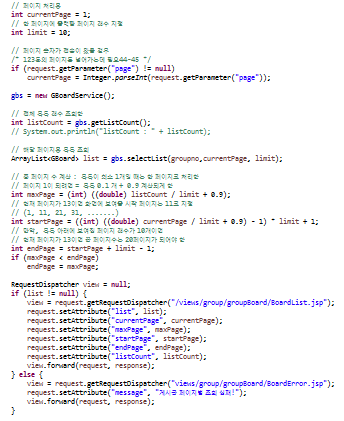 // 페이지 처리용
int currentPage = 1;
// 한 페이지에 출력할 페이지 갯수 지정
int limit = 10;
// 페이지 숫자가 전송이 왔을 경우
if (request.getParameter("page") != null)
currentPage = Integer.parseInt(request.getParameter("page"));
gbs = new GBoardService();
// 전체 목록 갯수 조회함
int listCount = gbs.getListCount();
// System.out.println("listCount : " + listCount);
// 해당 페이지용 목록 조회
ArrayList<GBoard> list = gbs.selectList(groupno,currentPage, limit);
// 총 페이지 수 계산 : 목록이 최소 1개일 때는 한 페이지로 처리함
// 페이지 1이 되려면 = 목록 0.1개 + 0.9 계산되게 함
int maxPage = (int) ((double) listCount / limit + 0.9);
// 현재 페이지가 13이면 화면에 보여줄 시작 페이지는 11로 지정
// (1, 11, 21, 31, .......)
int startPage = ((int) ((double) currentPage / limit + 0.9) - 1) * limit + 1;
// 만약, 목록 아래에 보여질 페이지 갯수가 10개이면
// 현재 페이지가 13이면 끝 페이지수는 20페이지가 되어야 함
int endPage = startPage + limit - 1;
if (maxPage < endPage)
endPage = maxPage;
RequestDispatcher view = null;
if (list != null) {
view = request.getRequestDispatcher("/views/group/groupBoard/BoardList.jsp");
request.setAttribute("list", list);
request.setAttribute("currentPage", currentPage);
request.setAttribute("maxPage", maxPage);
request.setAttribute("startPage", startPage);
request.setAttribute("endPage", endPage);
request.setAttribute("listCount", listCount);
view.forward(request, response);
} else {
view = request.getRequestDispatcher("views/group/groupBoard/BoardError.jsp");
request.setAttribute("message", "게시글 페이지별 조회 실패!");
view.forward(request, response);
}